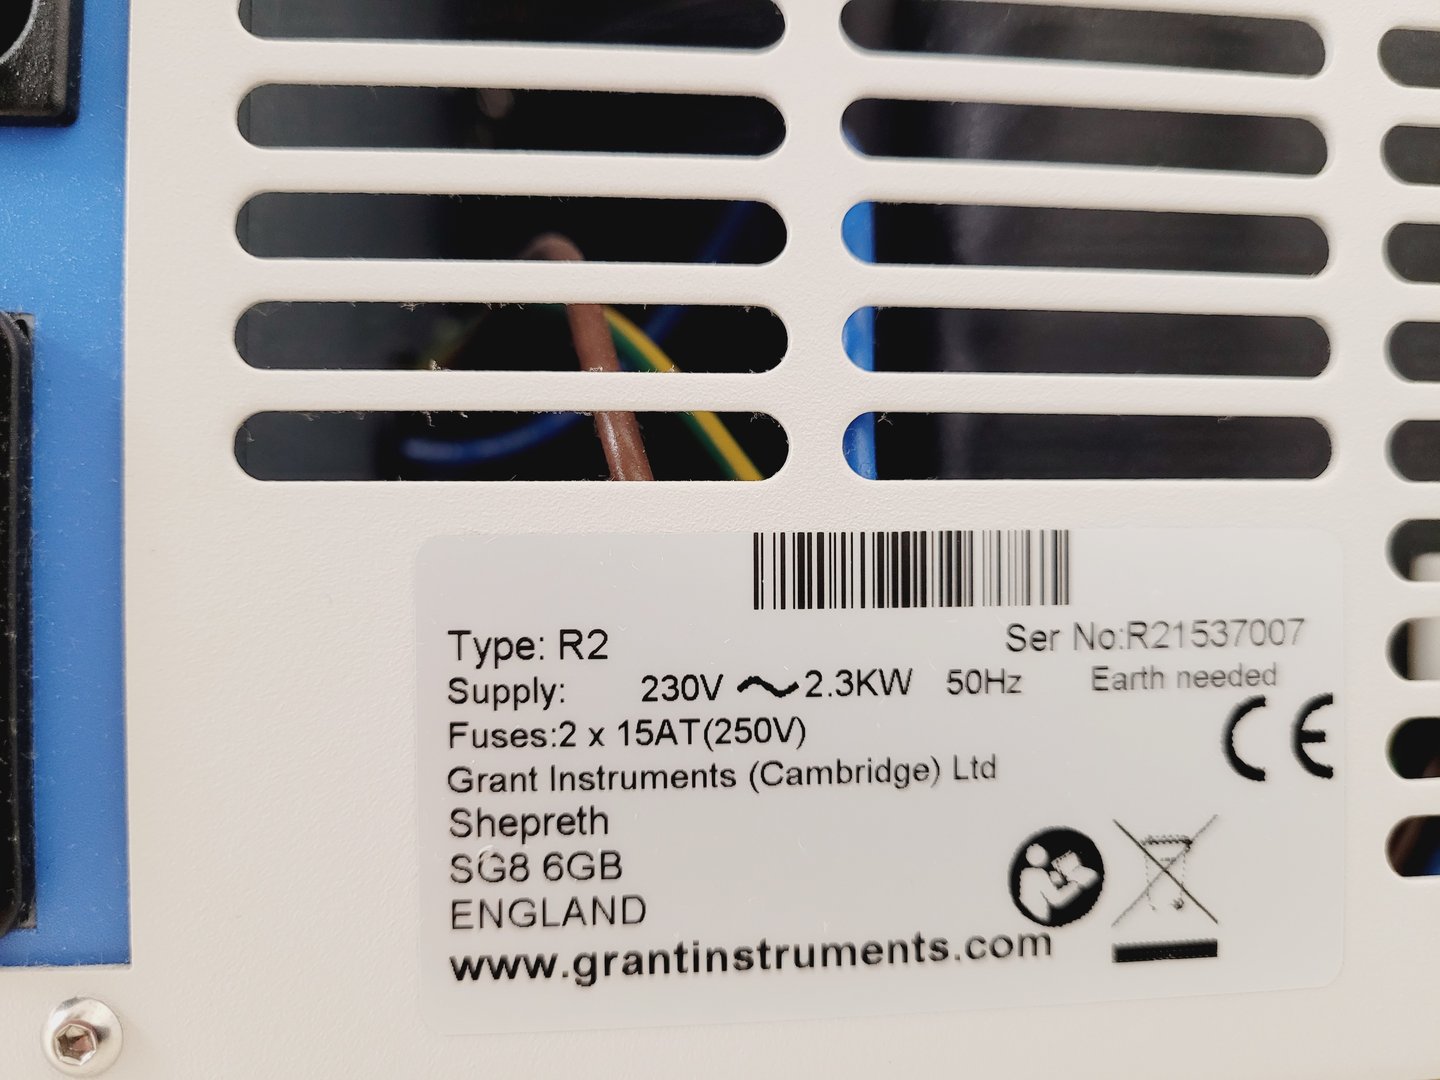 Type: R2
Ser No:R21537007
Supply: 230V ~ 2.3KW 50Hz Earth needed
Fuses:2 x 15AT(250V)
CE
Grant Instruments (Cambridge) Ltd
Shepreth
SG8 6GB
ENGLAND
www.grantinstruments.com